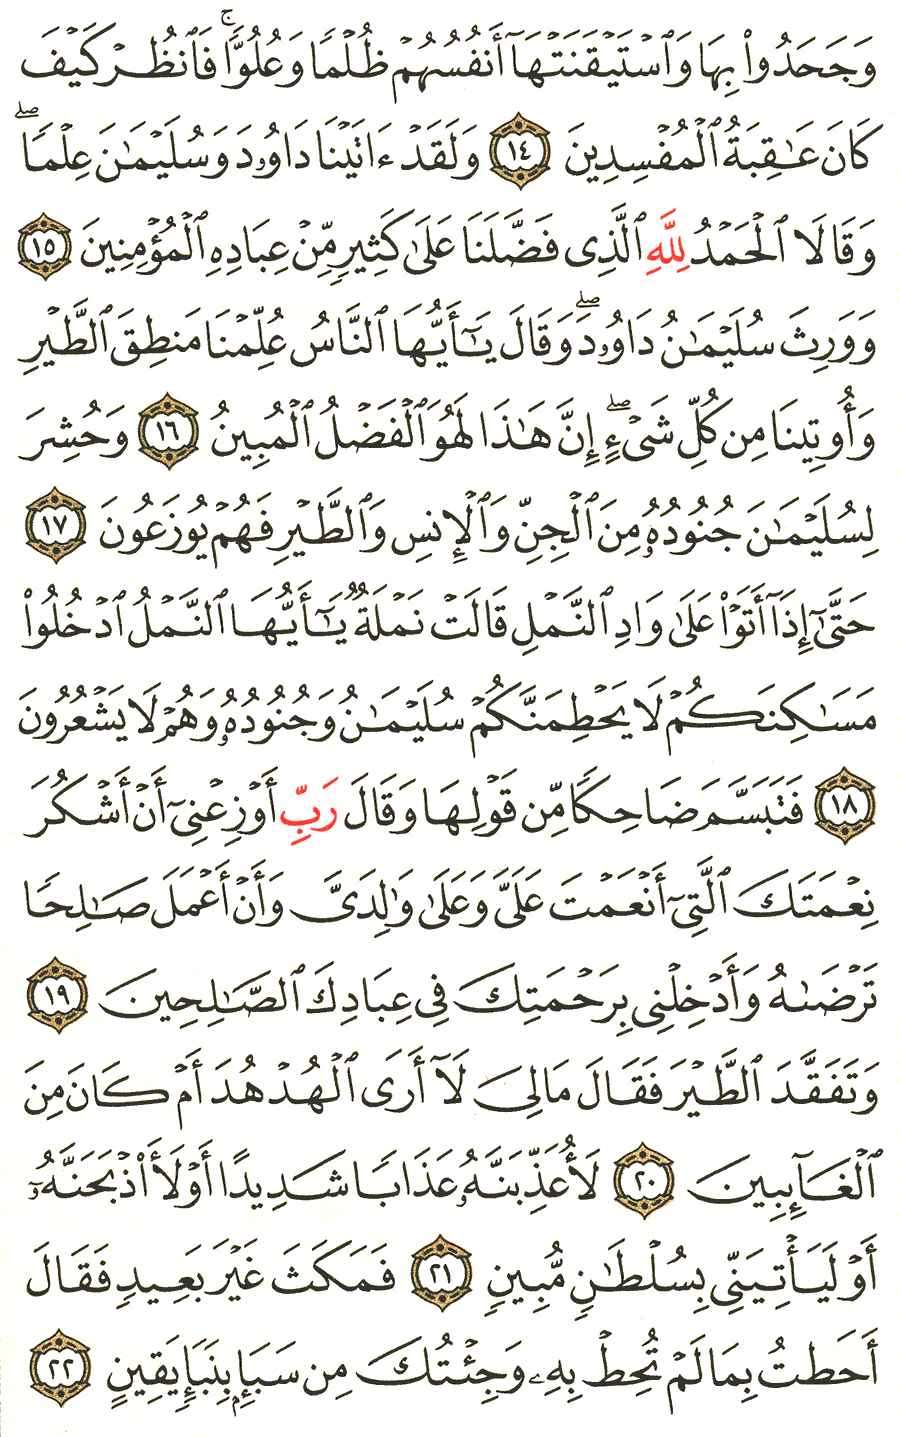 وَجَحَدُوا۟ بِهَا وَٱسْتَيْقَنَتْهَآ أَنفُسُهُمْ ظُلْمًا وَعُلُوًّا ۚ فَٱنظُرْ كَيْفَ
كَانَ عَـٰقِبَةُ ٱلْمُفْسِدِينَ ١٤ وَلَقَدْ ءَاتَيْنَا دَاوُۥدَ وَسُلَيْمَـٰنَ عِلْمًا ۖ
وَقَالَا ٱلْحَمْدُ لِلَّهِ ٱلَّذِى فَضَّلَنَا عَلَىٰ كَثِيرٍ مِّنْ عِبَادِهِ ٱلْمُؤْمِنِينَ ١٥
وَوَرِثَ سُلَيْمَـٰنُ دَاوُۥدَ ۖ وَقَالَ يَـٰٓأَيُّهَا ٱلنَّاسُ عُلِّمْنَا مَنطِقَ ٱلطَّيْرِ
وَأُوتِينَا مِن كُلِّ شَىْءٍ ۖ إِنَّ هَـٰذَا لَهُوَ ٱلْفَضْلُ ٱلْمُبِينُ ١٦ وَحُشِرَ
لِسُلَيْمَـٰنَ جُنُودُهُۥ مِنَ ٱلْجِنِّ وَٱلْإِنسِ وَٱلطَّيْرِ فَهُمْ يُوزَعُونَ ١٧
حَتَّىٰٓ إِذَآ أَتَوْا۟ عَلَىٰ وَادِ ٱلنَّمْلِ قَالَتْ نَمْلَةٌ يَـٰٓأَيُّهَا ٱلنَّمْلُ ٱدْخُلُوا۟
مَسَـٰكِنَكُمْ لَا يَحْطِمَنَّكُمْ سُلَيْمَـٰنُ وَجُنُودُهُۥ وَهُمْ لَا يَشْعُرُونَ
١٨ فَتَبَسَّمَ ضَاحِكًا مِّن قَوْلِهَا وَقَالَ رَبِّ أَوْزِعْنِىٓ أَنْ أَشْكُرَ
نِعْمَتَكَ ٱلَّتِىٓ أَنْعَمْتَ عَلَىَّ وَعَلَىٰ وَٰلِدَىَّ وَأَنْ أَعْمَلَ صَـٰلِحًا
تَرْضَىٰهُ وَأَدْخِلْنِى بِرَحْمَتِكَ فِى عِبَادِكَ ٱلصَّـٰلِحِينَ ١٩
وَتَفَقَّدَ ٱلطَّيْرَ فَقَالَ مَالِىَ لَآ أَرَى ٱلْهُدْهُدَ أَمْ كَانَ مِنَ
ٱلْغَآئِبِينَ ٢٠ لَأُعَذِّبَنَّهُۥ عَذَابًا شَدِيدًا أَوْ لَأَا۟ذْبَحَنَّهُۥٓ
أَوْ لَيَأْتِيَنِّى بِسُلْطَـٰنٍ مُّبِينٍ ٢١ فَمَكَثَ غَيْرَ بَعِيدٍ فَقَالَ
أَحَطتُ بِمَا لَمْ تُحِطْ بِهِۦ وَجِئْتُكَ مِن سَبَإٍۭ بِنَبَإٍ يَقِينٍ ٢٢